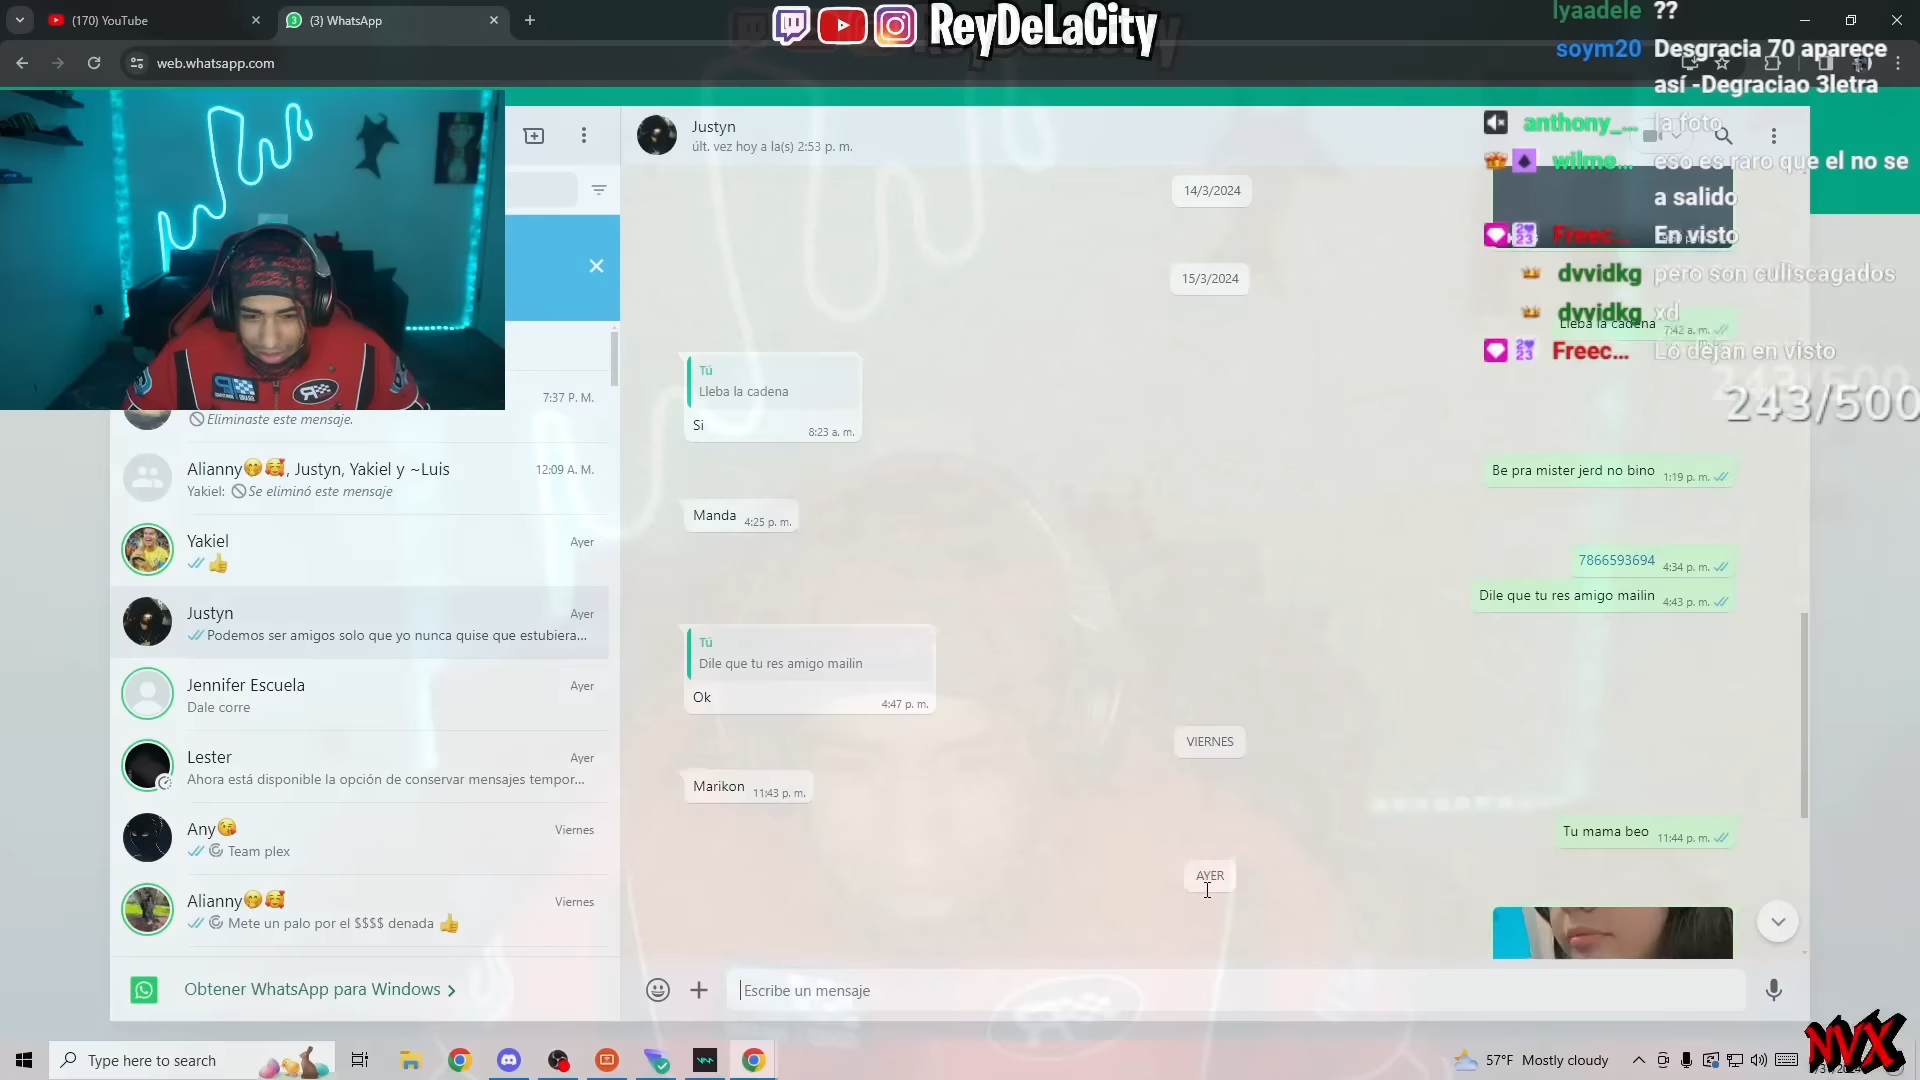 (170) YouTube
(3) WhatsApp
web.whatsapp.com
ReyDeLaCity
lyaadele ??
soym20 Desgracia 70 aparece
así -Degraciao 3letra
anthony_... la foto
wilme... eso es raro que el no se
a salido
Freec... En visto
dvvidkg pero son culiscagados
dvvidkg xd
Freec... Lo dejan en visto
243/500
7:37 P. M.
Eliminaste este mensaje.
Alianny🤭🥰, Justyn, Yakiel y ~Luis 12:09 A. M.
Yakiel: Se eliminó este mensaje
Yakiel Ayer
👍
Justyn Ayer
Podemos ser amigos solo que yo nunca quise que estubiera...
Jennifer Escuela Ayer
Dale corre
Lester Ayer
Ahora está disponible la opción de conservar mensajes tempor...
Any😘 Viernes
Team plex
Alianny🤭🥰 Viernes
Mete un palo por el $$$$ denada 👍
Obtener WhatsApp para Windows
Justyn
últ. vez hoy a la(s) 2:53 p. m.
14/3/2024
15/3/2024
Lleba la cadena 7:42 a. m.
Tú
Lleba la cadena
Si 8:23 a. m.
Be pra mister jerd no bino 1:19 p. m.
Manda 4:25 p. m.
7866593694 4:34 p. m.
Dile que tu res amigo mailin 4:43 p. m.
Tú
Dile que tu res amigo mailin
Ok 4:47 p. m.
VIERNES
Marikon 11:43 p. m.
Tu mama beo 11:44 p. m.
AYER
Escribe un mensaje
Type here to search
57°F Mostly cloudy
NVX